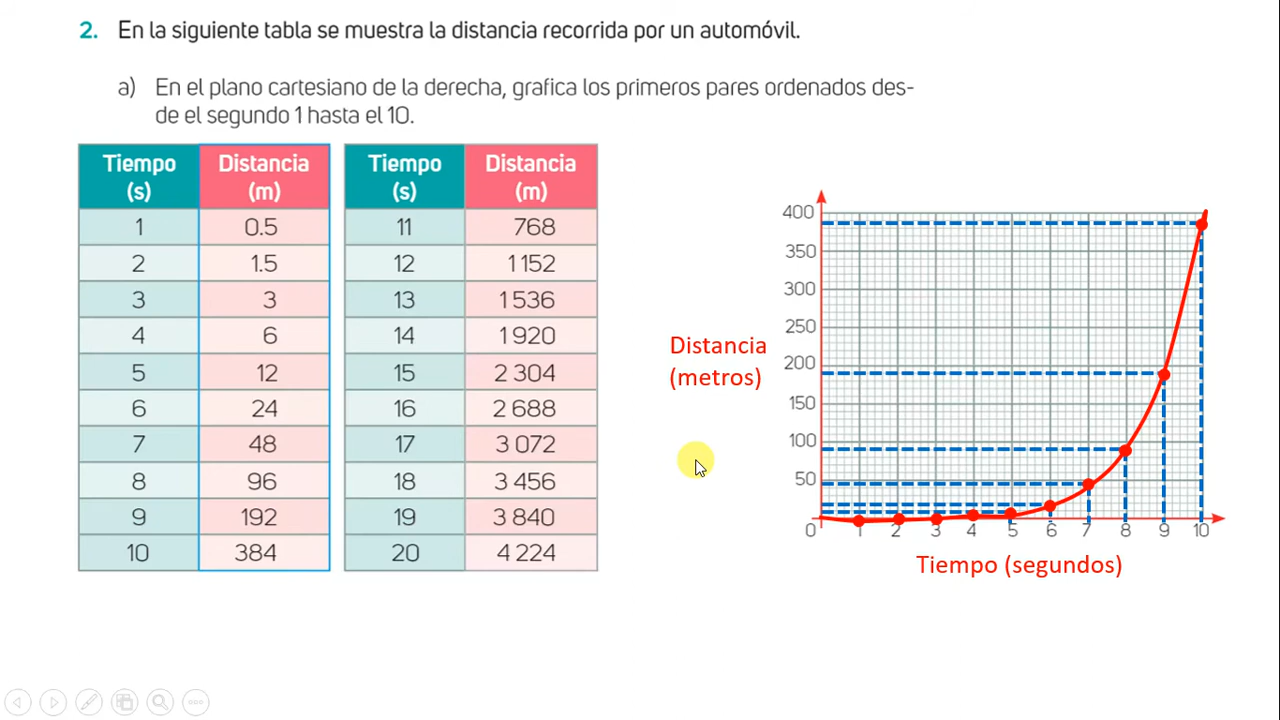 2. En la siguiente tabla se muestra la distancia recorrida por un automóvil.
a) En el plano cartesiano de la derecha, grafica los primeros pares ordenados des-
de el segundo 1 hasta el 10.
Tiempo (s) Distancia (m)
1 0.5
2 1.5
3 3
4 6
5 12
6 24
7 48
8 96
9 192
10 384
Tiempo (s) Distancia (m)
11 768
12 1 152
13 1 536
14 1 920
15 2 304
16 2 688
17 3 072
18 3 456
19 3 840
20 4 224
Distancia
(metros)
400
350
300
250
200
150
100
50
0 1 2 3 4 5 6 7 8 9 10
Tiempo (segundos)